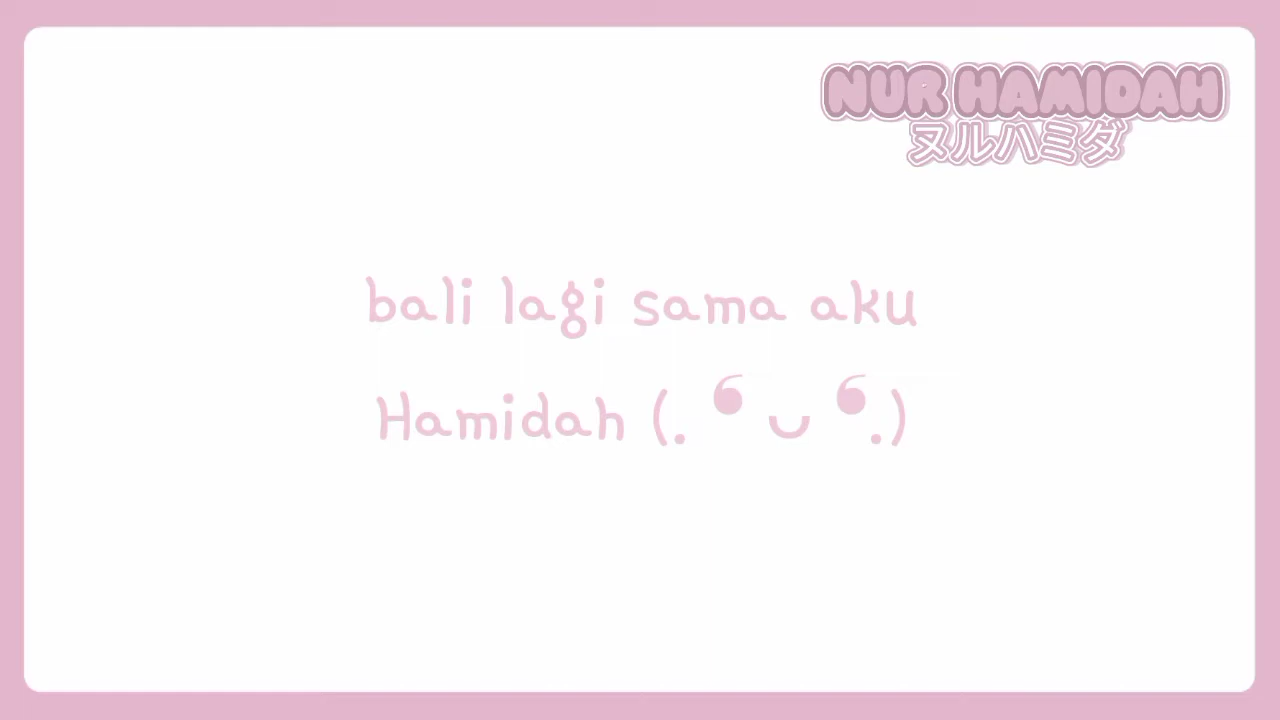 NUR HAMIDAH
ヌルハミダ
bali lagi sama aku
Hamidah (. ❛ ᴗ ❛.)